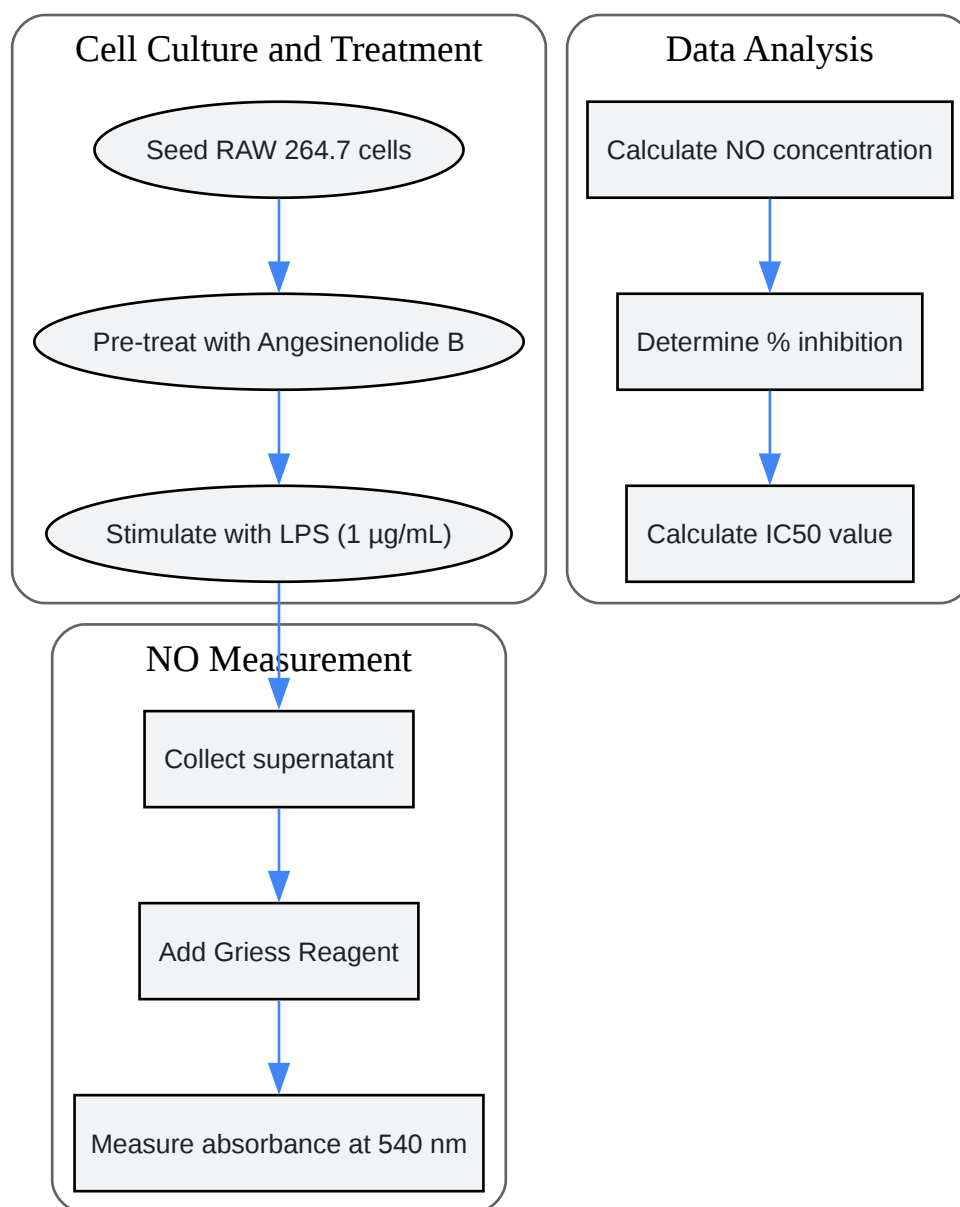 Cell Culture and Treatment
Seed RAW 264.7 cells
Pre-treat with Angesinenolide B
Stimulate with LPS (1 µg/mL)
NO Measurement
Collect supernatant
Add Griess Reagent
Measure absorbance at 540 nm
Data Analysis
Calculate NO concentration
Determine % inhibition
Calculate IC50 value